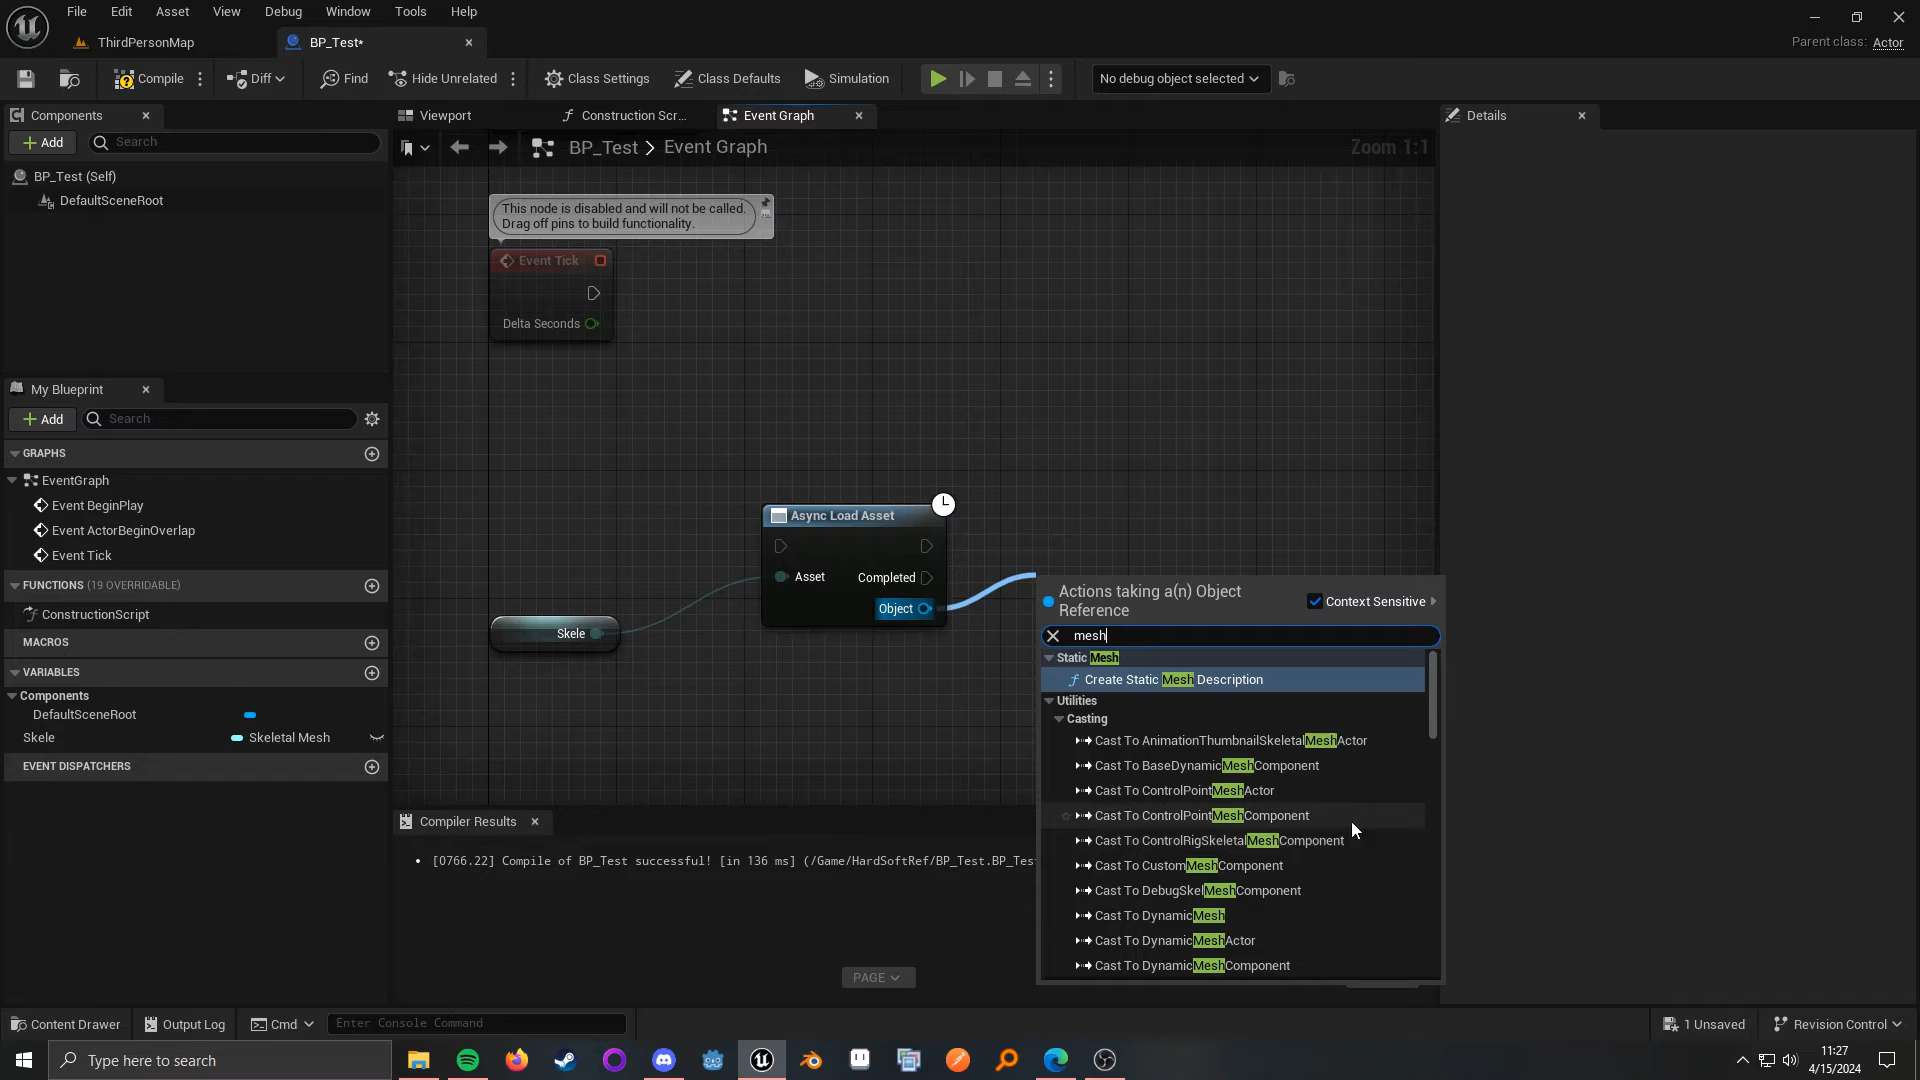 File Edit Asset View Debug Window Tools Help
ThirdPersonMap
BP_Test*
Parent class: Actor
Compile
Diff
Find
Hide Unrelated
Class Settings
Class Defaults
Simulation
No debug object selected
Components
Add
Search
BP_Test (Self)
DefaultSceneRoot
My Blueprint
Add
Search
GRAPHS
EventGraph
Event BeginPlay
Event ActorBeginOverlap
Event Tick
FUNCTIONS (19 OVERRIDABLE)
ConstructionScript
MACROS
VARIABLES
Components
DefaultSceneRoot
Skele Skeletal Mesh
EVENT DISPATCHERS
Viewport
Construction Scr...
Event Graph
BP_Test > Event Graph
Zoom 1:1
This node is disabled and will not be called.
Drag off pins to build functionality.
Event Tick
Delta Seconds
Async Load Asset
Asset
Completed
Object
Skele
Actions taking a(n) Object
Reference
Context Sensitive
mesh
Static Mesh
Create Static Mesh Description
Utilities
Casting
Cast To AnimationThumbnailSkeletalMeshActor
Cast To BaseDynamicMeshComponent
Cast To ControlPointMeshActor
Cast To ControlPointMeshComponent
Cast To ControlRigSkeletalMeshComponent
Cast To CustomMeshComponent
Cast To DebugSkelMeshComponent
Cast To DynamicMesh
Cast To DynamicMeshActor
Cast To DynamicMeshComponent
Compiler Results
[0766.22] Compile of BP_Test successful! [in 136 ms] (/Game/HardSoftRef/BP_Test.BP_Tes
PAGE
Details
Content Drawer
Output Log
Cmd
Enter Console Command
1 Unsaved
Revision Control
Type here to search
11:27
4/15/2024